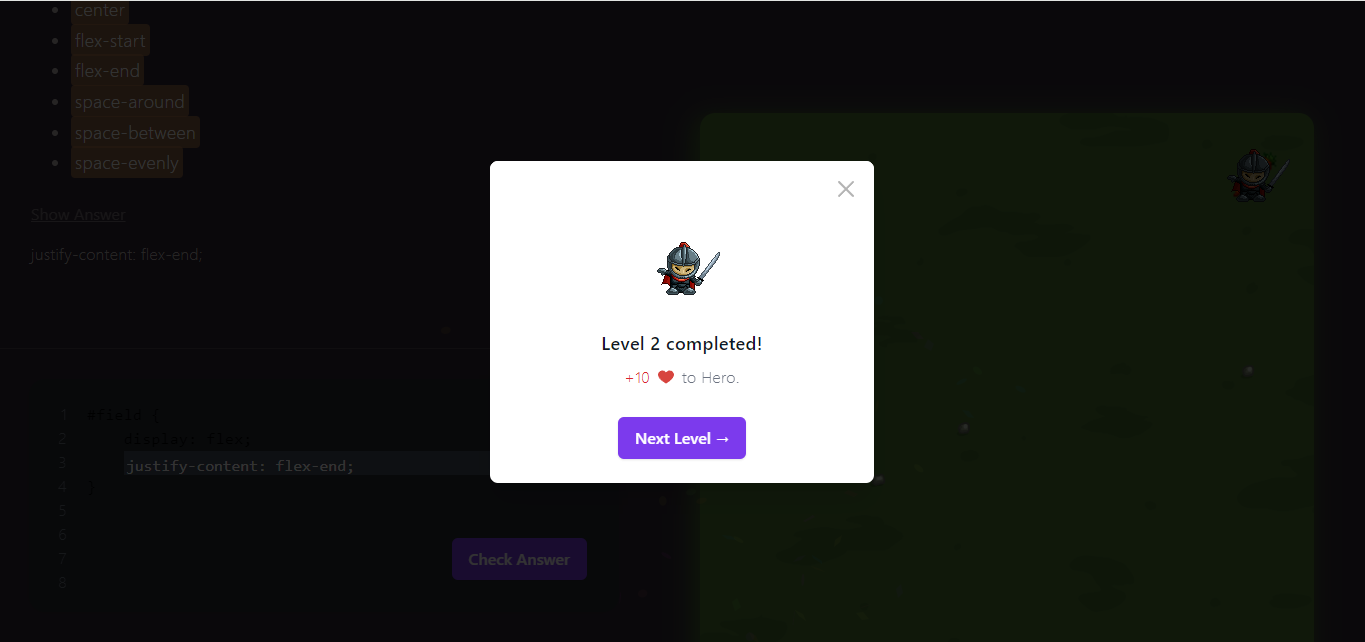 center
flex-start
flex-end
space-around
space-between
space-evenly
Show Answer
justify-content: flex-end;
1 #field {
2 display: flex;
3 justify-content: flex-end;
4 }
5
6
7
8
Check Answer
Level 2 completed!
+10 ❤ to Hero.
Next Level →